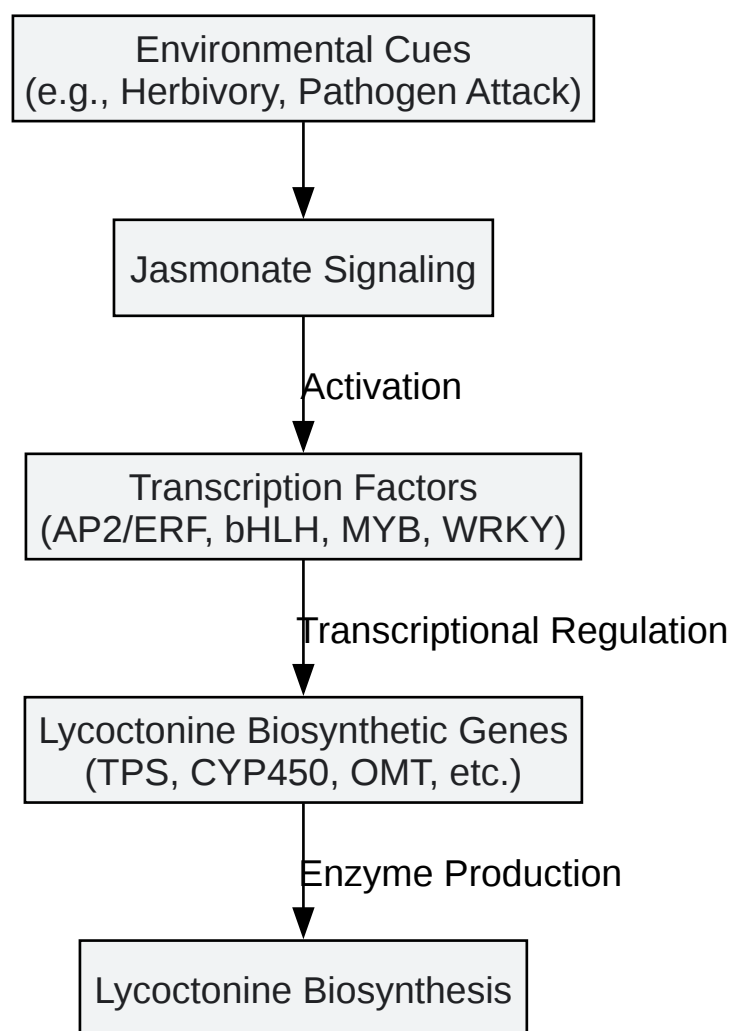 Environmental Cues
(e.g., Herbivory, Pathogen Attack)
Jasmonate Signaling
Activation
Transcription Factors
(AP2/ERF, bHLH, MYB, WRKY)
Transcriptional Regulation
Lycoctonine Biosynthetic Genes
(TPS, CYP450, OMT, etc.)
Enzyme Production
Lycoctonine Biosynthesis